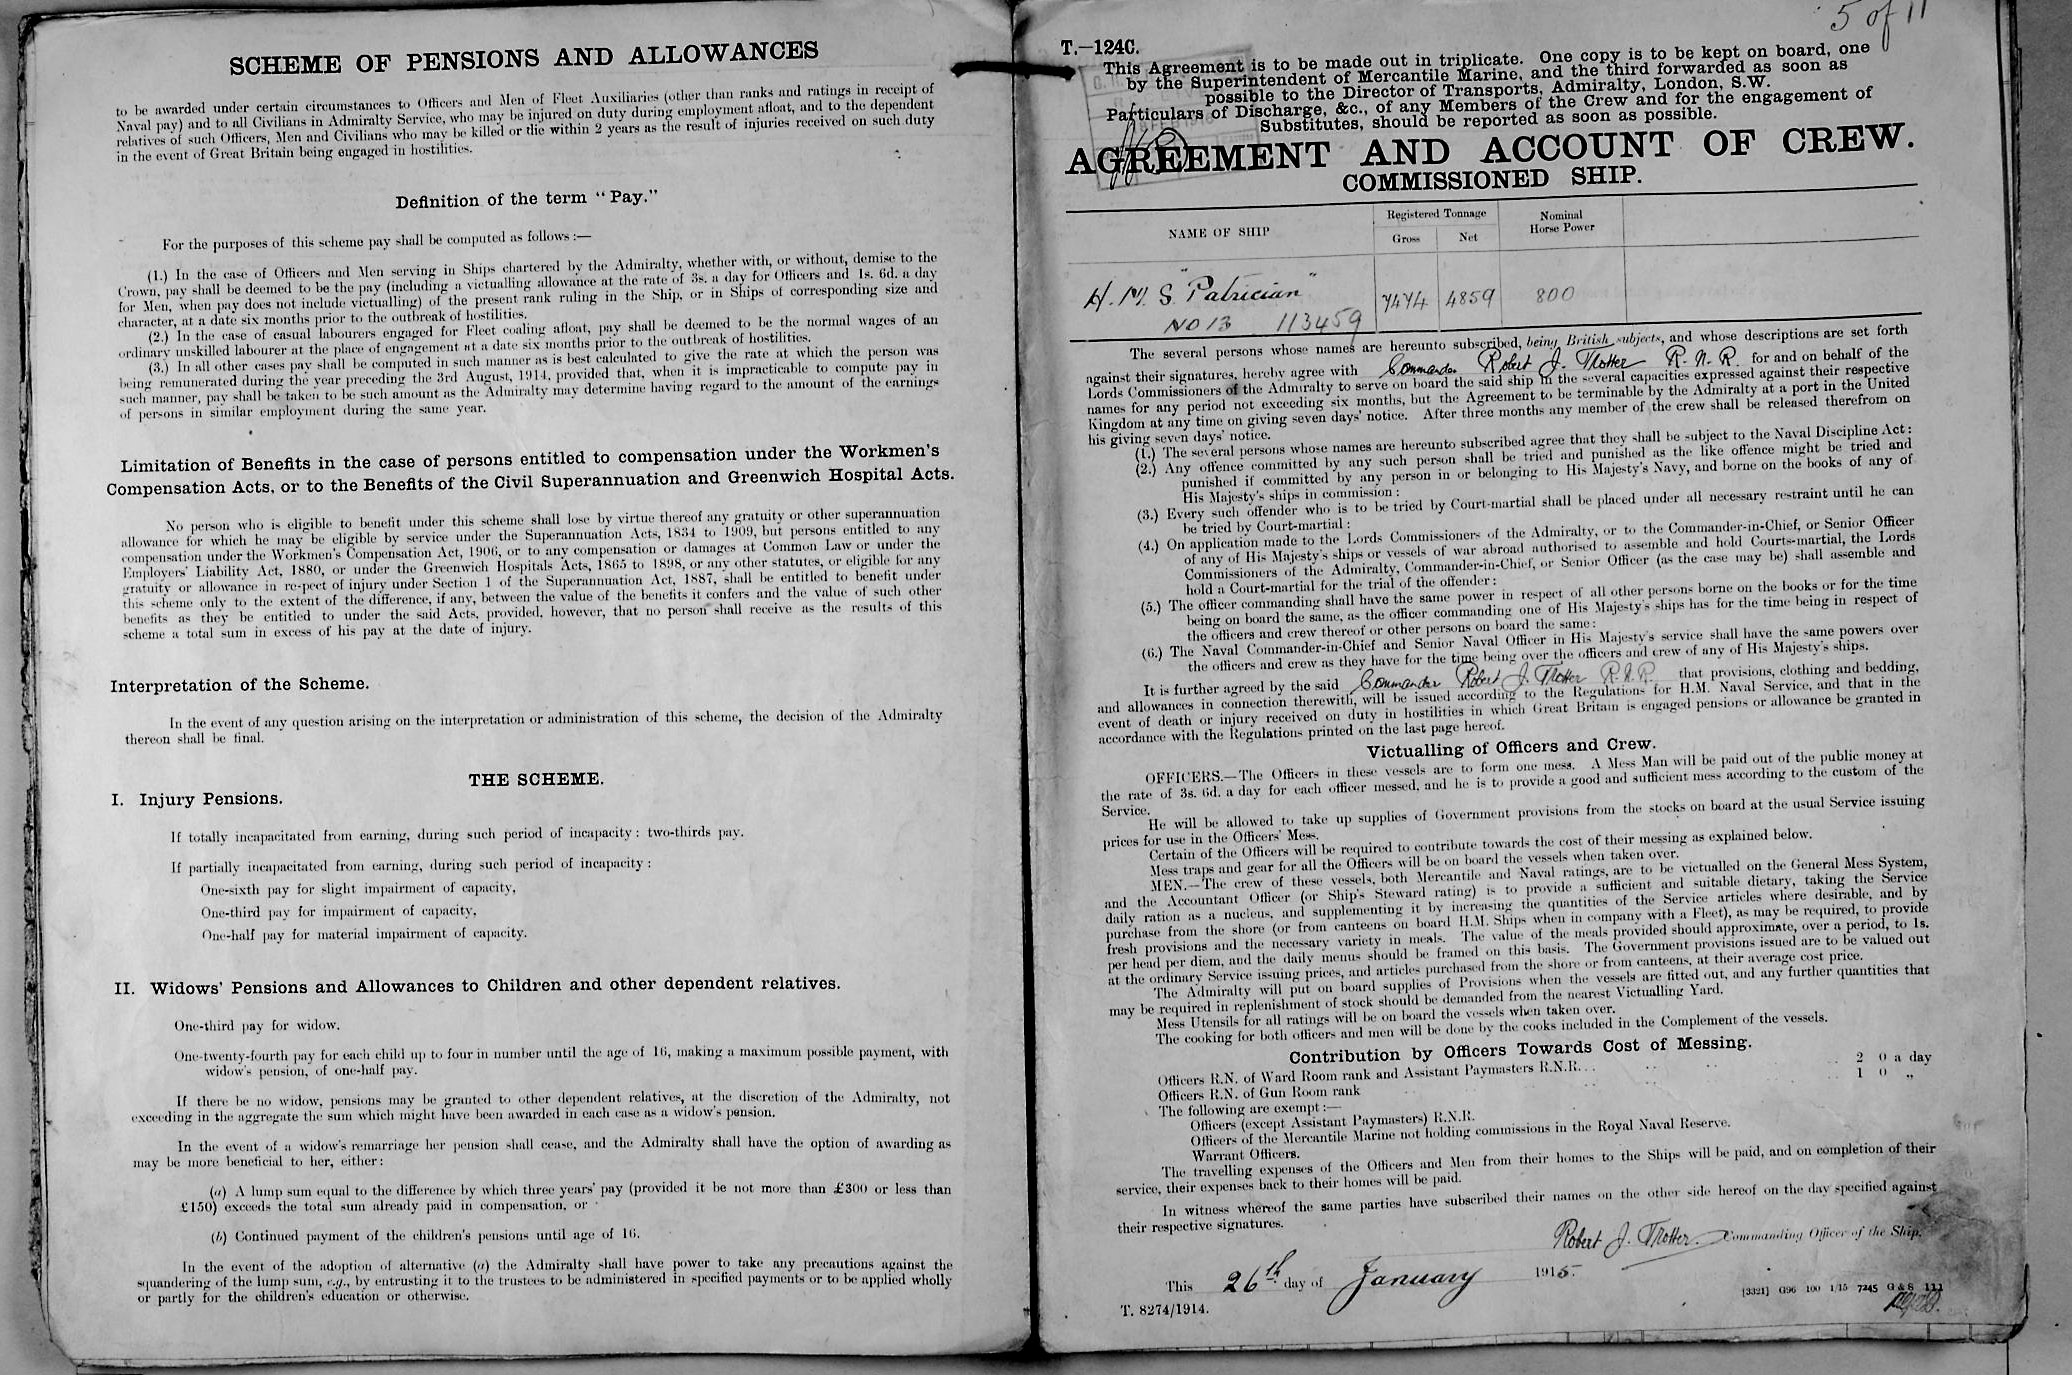 SCHEME OF PENSIONS AND ALLOWANCES
to be awarded under certain circumstances to Officers and Men of Fleet Auxiliaries (other than ranks and ratings in receipt of
Naval pay) and to all Civilians in Admiralty Service, who may be injured on duty during employment afloat, and to the dependent
relatives of such Officers, Men and Civilians who may be killed or die within 2 years as the result of injuries received on such duty
in the event of Great Britain being engaged in hostilities.
Definition of the term "Pay."
For the purposes of this scheme pay shall be computed as follows :—
(1.) In the case of Officers and Men serving in Ships chartered by the Admiralty, whether with, or without, demise to the
Crown, pay shall be deemed to be the pay (including a victualling allowance at the rate of 3s. a day for Officers and 1s. 6d. a day
for Men, when pay does not include victualling) of the present rank ruling in the Ship, or in Ships of corresponding size and
character, at a date six months prior to the outbreak of hostilities.
(2.) In the case of casual labourers engaged for Fleet coaling afloat, pay shall be deemed to be the normal wages of an
ordinary unskilled labourer at the place of engagement at a date six months prior to the outbreak of hostilities.
(3.) In all other cases pay shall be computed in such manner as is best calculated to give the rate at which the person was
being remunerated during the year preceding the 3rd August, 1914, provided that, when it is impracticable to compute pay in
such manner, pay shall be taken to be such amount as the Admiralty may determine having regard to the amount of the earnings
of persons in similar employment during the same year.
Limitation of Benefits in the case of persons entitled to compensation under the Workmen's
Compensation Acts, or to the Benefits of the Civil Superannuation and Greenwich Hospital Acts.
No person who is eligible to benefit under this scheme shall lose by virtue thereof any gratuity or other superannuation
allowance for which he may be eligible by service under the Superannuation Acts, 1834 to 1909, but persons entitled to any
compensation under the Workmen's Compensation Act, 1906, or to any compensation or damages at Common Law or under the
Employers' Liability Act, 1880, or under the Greenwich Hospitals Acts, 1865 to 1898, or any other statutes, or eligible for any
gratuity or allowance in respect of injury under Section 1 of the Superannuation Act, 1887, shall be entitled to benefit under
this scheme only to the extent of the difference, if any, between the value of the benefits it confers and the value of such other
benefits as they be entitled to under the said Acts, provided, however, that no person shall receive as the results of this
scheme a total sum in excess of his pay at the date of injury.
Interpretation of the Scheme.
In the event of any question arising on the interpretation or administration of this scheme, the decision of the Admiralty
thereon shall be final.
THE SCHEME.
I. Injury Pensions.
If totally incapacitated from earning, during such period of incapacity : two-thirds pay.
If partially incapacitated from earning, during such period of incapacity :
One-sixth pay for slight impairment of capacity,
One-third pay for impairment of capacity,
One-half pay for material impairment of capacity.
II. Widows' Pensions and Allowances to Children and other dependent relatives.
One-third pay for widow.
One-twenty-fourth pay for each child up to four in number until the age of 16, making a maximum possible payment, with
widow's pension, of one-half pay.
If there be no widow, pensions may be granted to other dependent relatives, at the discretion of the Admiralty, not
exceeding in the aggregate the sum which might have been awarded in each case as a widow's pension.
In the event of a widow's remarriage her pension shall cease, and the Admiralty shall have the option of awarding as
may be more beneficial to her, either :
(a) A lump sum equal to the difference by which three years' pay (provided it be not more than £300 or less than
£150) exceeds the total sum already paid in compensation, or
(b) Continued payment of the children's pensions until age of 16.
In the event of the adoption of alternative (a) the Admiralty shall have power to take any precautions against the
squandering of the lump sum, e.g., by entrusting it to the trustees to be administered in specified payments or to be applied wholly
or partly for the children's education or otherwise.
5 of 11
T.—124C.
This Agreement is to be made out in triplicate. One copy is to be kept on board, one
by the Superintendent of Mercantile Marine, and the third forwarded as soon as
possible to the Director of Transports, Admiralty, London, S.W.
Particulars of Discharge, &c., of any Members of the Crew and for the engagement of
Substitutes, should be reported as soon as possible.
AGREEMENT AND ACCOUNT OF CREW.
COMMISSIONED SHIP.
NAME OF SHIP
Registered Tonnage
Gross Net
Nominal
Horse Power
H.M.S. "Patrician"
7474 4859 800
NO 13 113459
The several persons whose names are hereunto subscribed, being British subjects, and whose descriptions are set forth
against their signatures, hereby agree with Commander Robert J. Trotter R.N.R. for and on behalf of the
Lords Commissioners of the Admiralty to serve on board the said ship in the several capacities expressed against their respective
names for any period not exceeding six months, but the Agreement to be terminable by the Admiralty at a port in the United
Kingdom at any time on giving seven days' notice. After three months any member of the crew shall be released therefrom on
his giving seven days' notice.
(1.) The several persons whose names are hereunto subscribed agree that they shall be subject to the Naval Discipline Act :
(2.) Any offence committed by any such person shall be tried and punished as the like offence might be tried and
punished if committed by any person in or belonging to His Majesty's Navy, and borne on the books of any of
His Majesty's ships in commission :
(3.) Every such offender who is to be tried by Court-martial shall be placed under all necessary restraint until he can
be tried by Court-martial :
(4.) On application made to the Lords Commissioners of the Admiralty, or to the Commander-in-Chief, or Senior Officer
of any of His Majesty's ships or vessels of war abroad authorised to assemble and hold Courts-martial, the Lords
Commissioners of the Admiralty, Commander-in-Chief, or Senior Officer (as the case may be) shall assemble and
hold a Court-martial for the trial of the offender :
(5.) The officer commanding shall have the same power in respect of all other persons borne on the books or for the time
being on board the same, as the officer commanding one of His Majesty's ships has for the time being in respect of
the officers and crew thereof or other persons on board the same :
(6.) The Naval Commander-in-Chief and Senior Naval Officer in His Majesty's service shall have the same powers over
the officers and crew as they have for the time being over the officers and crew of any of His Majesty's ships.
It is further agreed by the said Commander Robert J. Trotter R.N.R. that provisions, clothing and bedding,
and allowances in connection therewith, will be issued according to the Regulations for H.M. Naval Service, and that in the
event of death or injury received on duty in hostilities in which Great Britain is engaged pensions or allowance be granted in
accordance with the Regulations printed on the last page hereof.
Victualling of Officers and Crew.
OFFICERS.—The Officers in these vessels are to form one mess. A Mess Man will be paid out of the public money at
the rate of 3s. 6d. a day for each officer messed, and he is to provide a good and sufficient mess according to the custom of the
Service.
He will be allowed to take up supplies of Government provisions from the stocks on board at the usual Service issuing
prices for use in the Officers' Mess.
Certain of the Officers will be required to contribute towards the cost of their messing as explained below.
Mess traps and gear for all the Officers will be on board the vessels when taken over.
MEN.—The crew of these vessels, both Mercantile and Naval ratings, are to be victualled on the General Mess System,
and the Accountant Officer (or Ship's Steward rating) is to provide a sufficient and suitable dietary, taking the Service
daily ration as a nucleus, and supplementing it by increasing the quantities of the Service articles where desirable, and by
purchase from the shore (or from canteens on board H.M. Ships when in company with a Fleet), as may be required, to provide
fresh provisions and the necessary variety in meals. The value of the meals provided should approximate, over a period, to 1s.
per head per diem, and the daily menus should be framed on this basis. The Government provisions issued are to be valued out
at the ordinary Service issuing prices, and articles purchased from the shore or from canteens, at their average cost price.
The Admiralty will put on board supplies of Provisions when the vessels are fitted out, and any further quantities that
may be required in replenishment of stock should be demanded from the nearest Victualling Yard.
Mess Utensils for all ratings will be on board the vessels when taken over.
The cooking for both officers and men will be done by the cooks included in the Complement of the vessels.
Contribution by Officers Towards Cost of Messing.
Officers R.N. of Ward Room rank and Assistant Paymasters R.N.R. .. 2 0 a day
Officers R.N. of Gun Room rank 1 0 „
The following are exempt :—
Officers (except Assistant Paymasters) R.N.R.
Officers of the Mercantile Marine not holding commissions in the Royal Naval Reserve.
Warrant Officers.
The travelling expenses of the Officers and Men from their homes to the Ships will be paid, and on completion of their
service, their expenses back to their homes will be paid.
In witness whereof the same parties have subscribed their names on the other side hereof on the day specified against
their respective signatures.
Robert J. Trotter. Commanding Officer of the Ship.
This 26th day of January 1915.
T. 8274/1914.
[3321] G96 100 1/15 7245 G & S 111